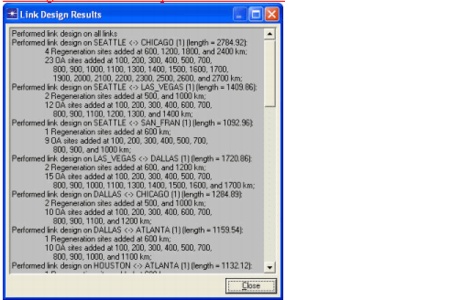 Link Design Results
Performed link design on all links
Performed link design on SEATTLE <-> CHICAGO (1) (length = 2784.92):
4 Regeneration sites added at 600, 1200, 1800, and 2400 km;
23 OA sites added at 100, 200, 300, 400, 500, 700,
800, 900, 1000, 1100, 1300, 1400, 1500, 1600, 1700,
1900, 2000, 2100, 2200, 2300, 2500, 2600, and 2700 km;
Performed link design on SEATTLE <-> LAS_VEGAS (1) (length = 1409.86):
2 Regeneration sites added at 500, and 1000 km;
12 OA sites added at 100, 200, 300, 400, 600, 700,
800, 900, 1100, 1200, 1300, and 1400 km;
Performed link design on SEATTLE <-> SAN_FRAN (1) (length = 1092.96):
1 Regeneration sites added at 600 km;
9 OA sites added at 100, 200, 300, 400, 500, 700,
800, 900, and 1000 km;
Performed link design on LAS_VEGAS <-> DALLAS (1) (length = 1720.86):
2 Regeneration sites added at 600, and 1200 km;
15 OA sites added at 100, 200, 300, 400, 500, 700,
800, 900, 1000, 1100, 1300, 1400, 1500, 1600, and 1700 km;
Performed link design on DALLAS <-> CHICAGO (1) (length = 1284.89):
2 Regeneration sites added at 500, and 1000 km;
10 OA sites added at 100, 200, 300, 400, 600, 700,
800, 900, 1100, and 1200 km;
Performed link design on DALLAS <-> ATLANTA (1) (length = 1159.54):
1 Regeneration sites added at 600 km;
10 OA sites added at 100, 200, 300, 400, 500, 700,
800, 900, 1000, and 1100 km;
Performed link design on HOUSTON <-> ATLANTA (1) (length = 1132.12):
Close